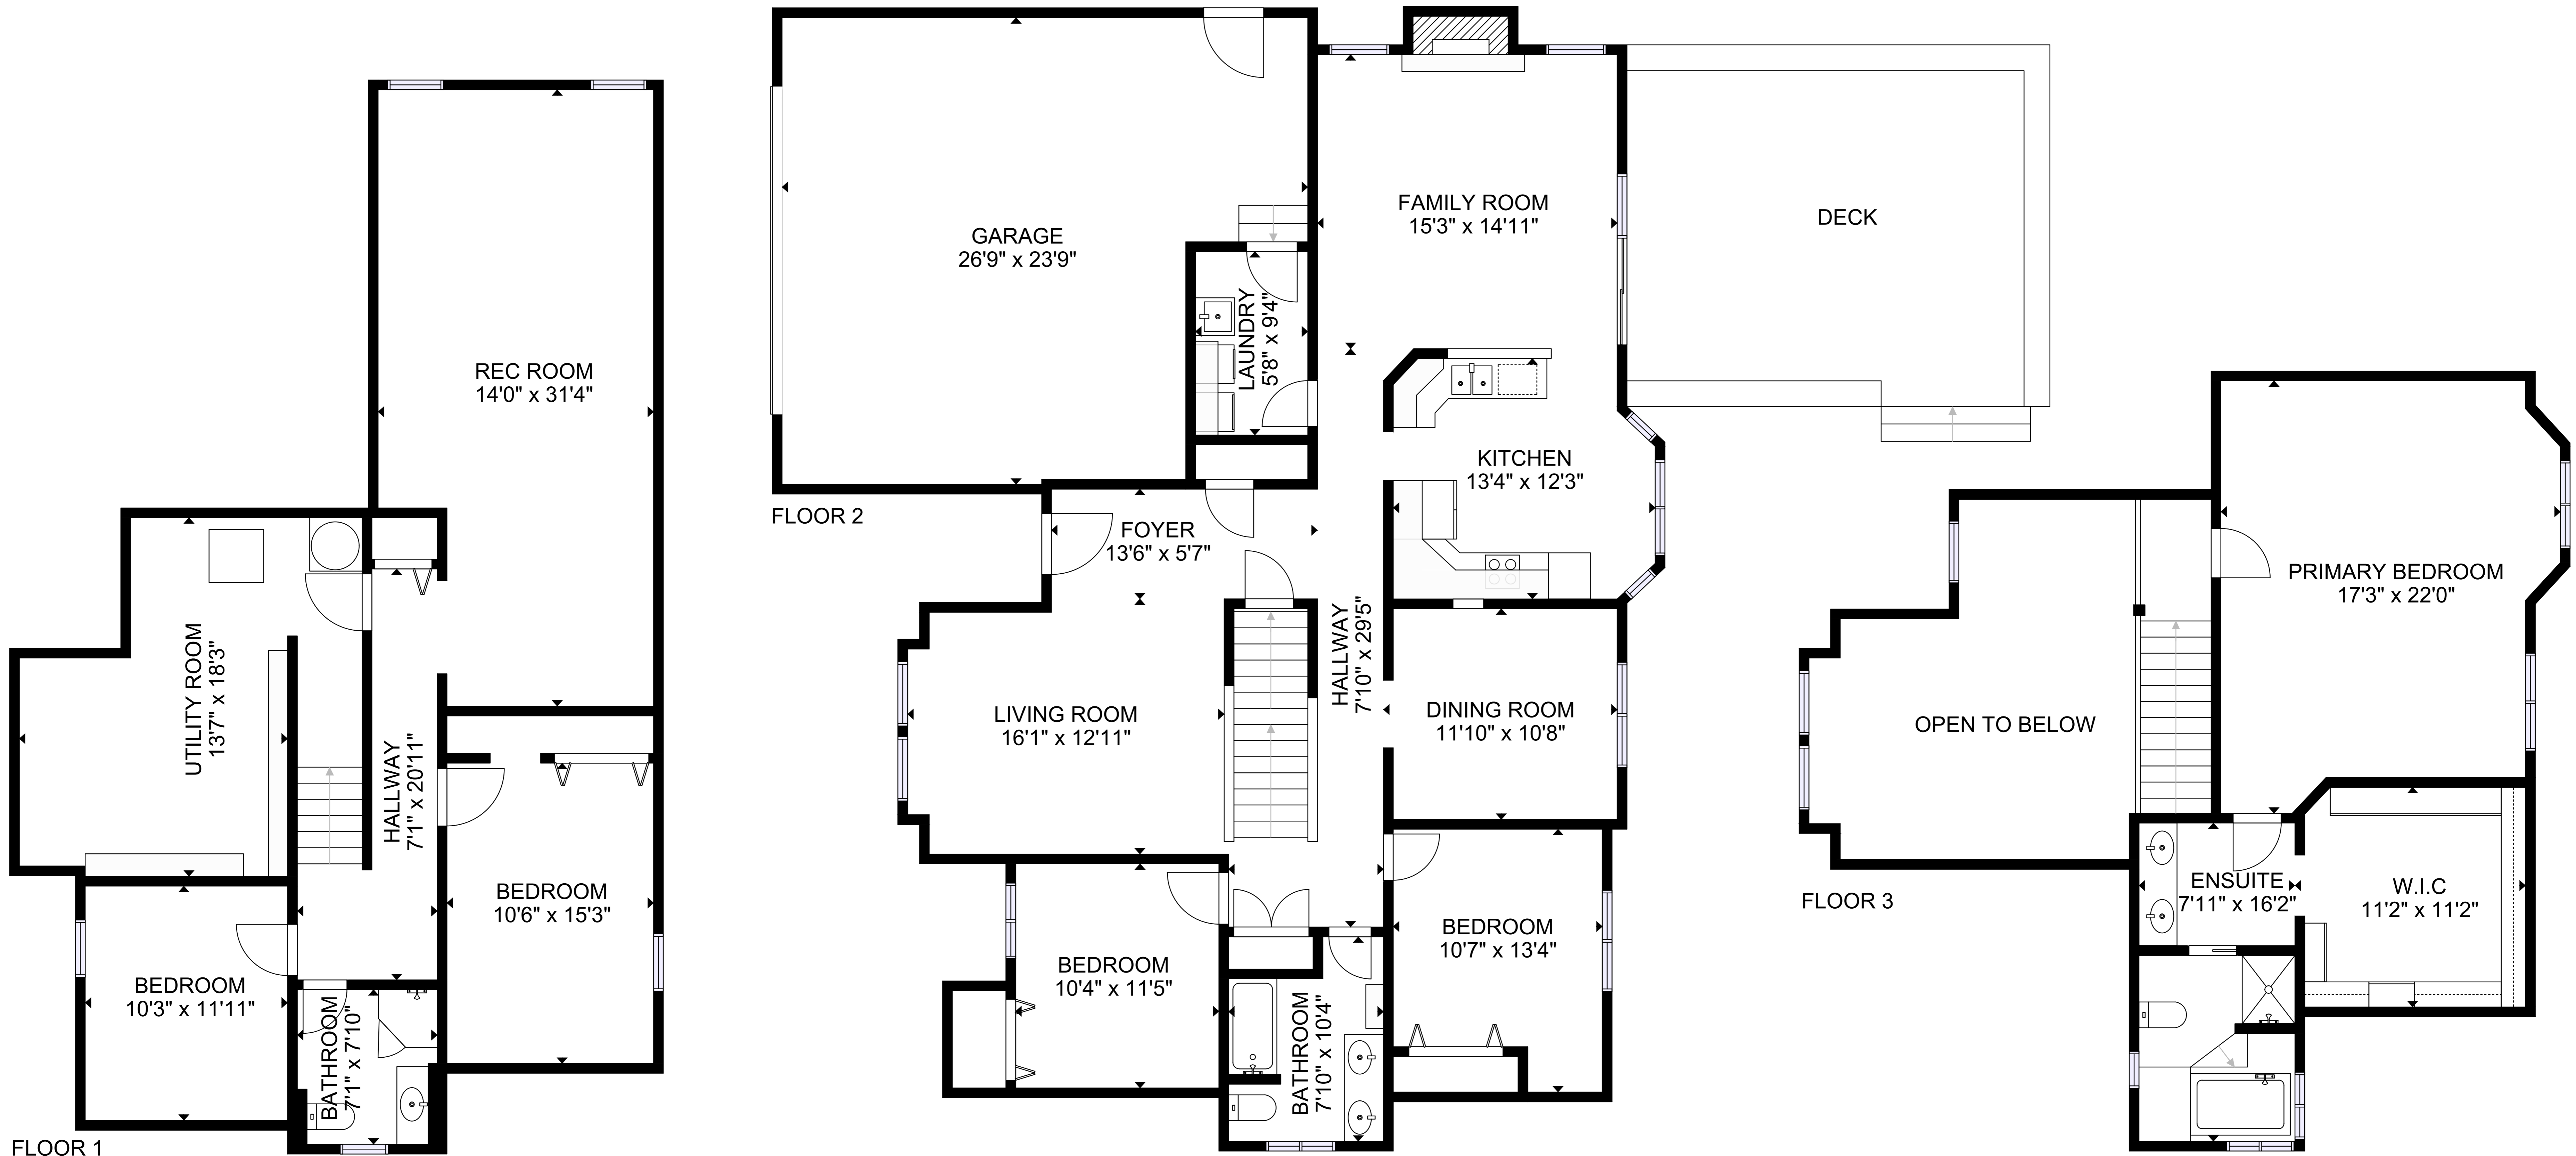 REC ROOM
14'0" x 31'4"
UTILITY ROOM
13'7" x 18'3"
HALLWAY
7'1" x 20'11"
BEDROOM
10'6" x 15'3"
BEDROOM
10'3" x 11'11"
BATHROOM
7'1" x 7'10"
FLOOR 1
GARAGE
26'9" x 23'9"
FAMILY ROOM
15'3" x 14'11"
DECK
LAUNDRY
5'8" x 9'4"
KITCHEN
13'4" x 12'3"
FLOOR 2
FOYER
13'6" x 5'7"
HALLWAY
7'10" x 29'5"
LIVING ROOM
16'1" x 12'11"
DINING ROOM
11'10" x 10'8"
BEDROOM
10'7" x 13'4"
BEDROOM
10'4" x 11'5"
BATHROOM
7'10" x 10'4"
PRIMARY BEDROOM
17'3" x 22'0"
OPEN TO BELOW
ENSUITE
7'11" x 16'2"
W.I.C
11'2" x 11'2"
FLOOR 3